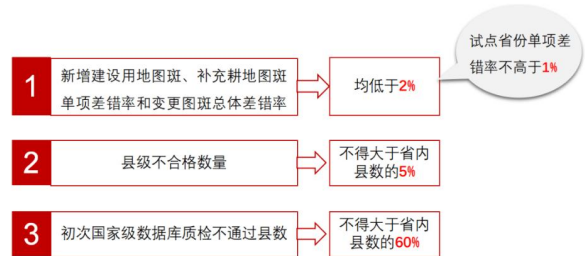 试点省份单项差
错率不高于1%
1
新增建设用地图斑、补充耕地图斑
单项差错率和变更图斑总体差错率
均低于2%
2
县级不合格数量
不得大于省内
县数的5%
3
初次国家级数据库质检不通过县数
不得大于省内
县数的60%